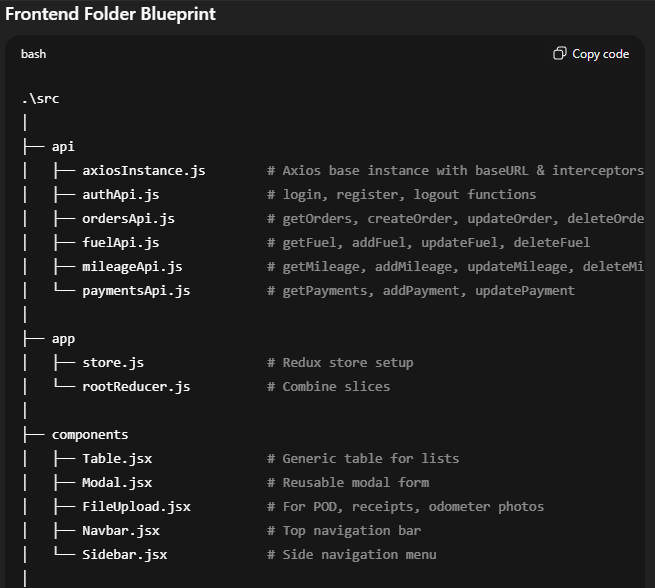 Frontend Folder Blueprint
bash
Copy code
.\src
│
├── api
│   ├── axiosInstance.js        # Axios base instance with baseURL & interceptors
│   ├── authApi.js              # login, register, logout functions
│   ├── ordersApi.js            # getOrders, createOrder, updateOrder, deleteOrde
│   ├── fuelApi.js              # getFuel, addFuel, updateFuel, deleteFuel
│   ├── mileageApi.js           # getMileage, addMileage, updateMileage, deleteMi
│   └── paymentsApi.js          # getPayments, addPayment, updatePayment
│
├── app
│   ├── store.js                # Redux store setup
│   └── rootReducer.js          # Combine slices
│
├── components
│   ├── Table.jsx               # Generic table for lists
│   ├── Modal.jsx               # Reusable modal form
│   ├── FileUpload.jsx          # For POD, receipts, odometer photos
│   ├── Navbar.jsx              # Top navigation bar
│   └── Sidebar.jsx             # Side navigation menu
│